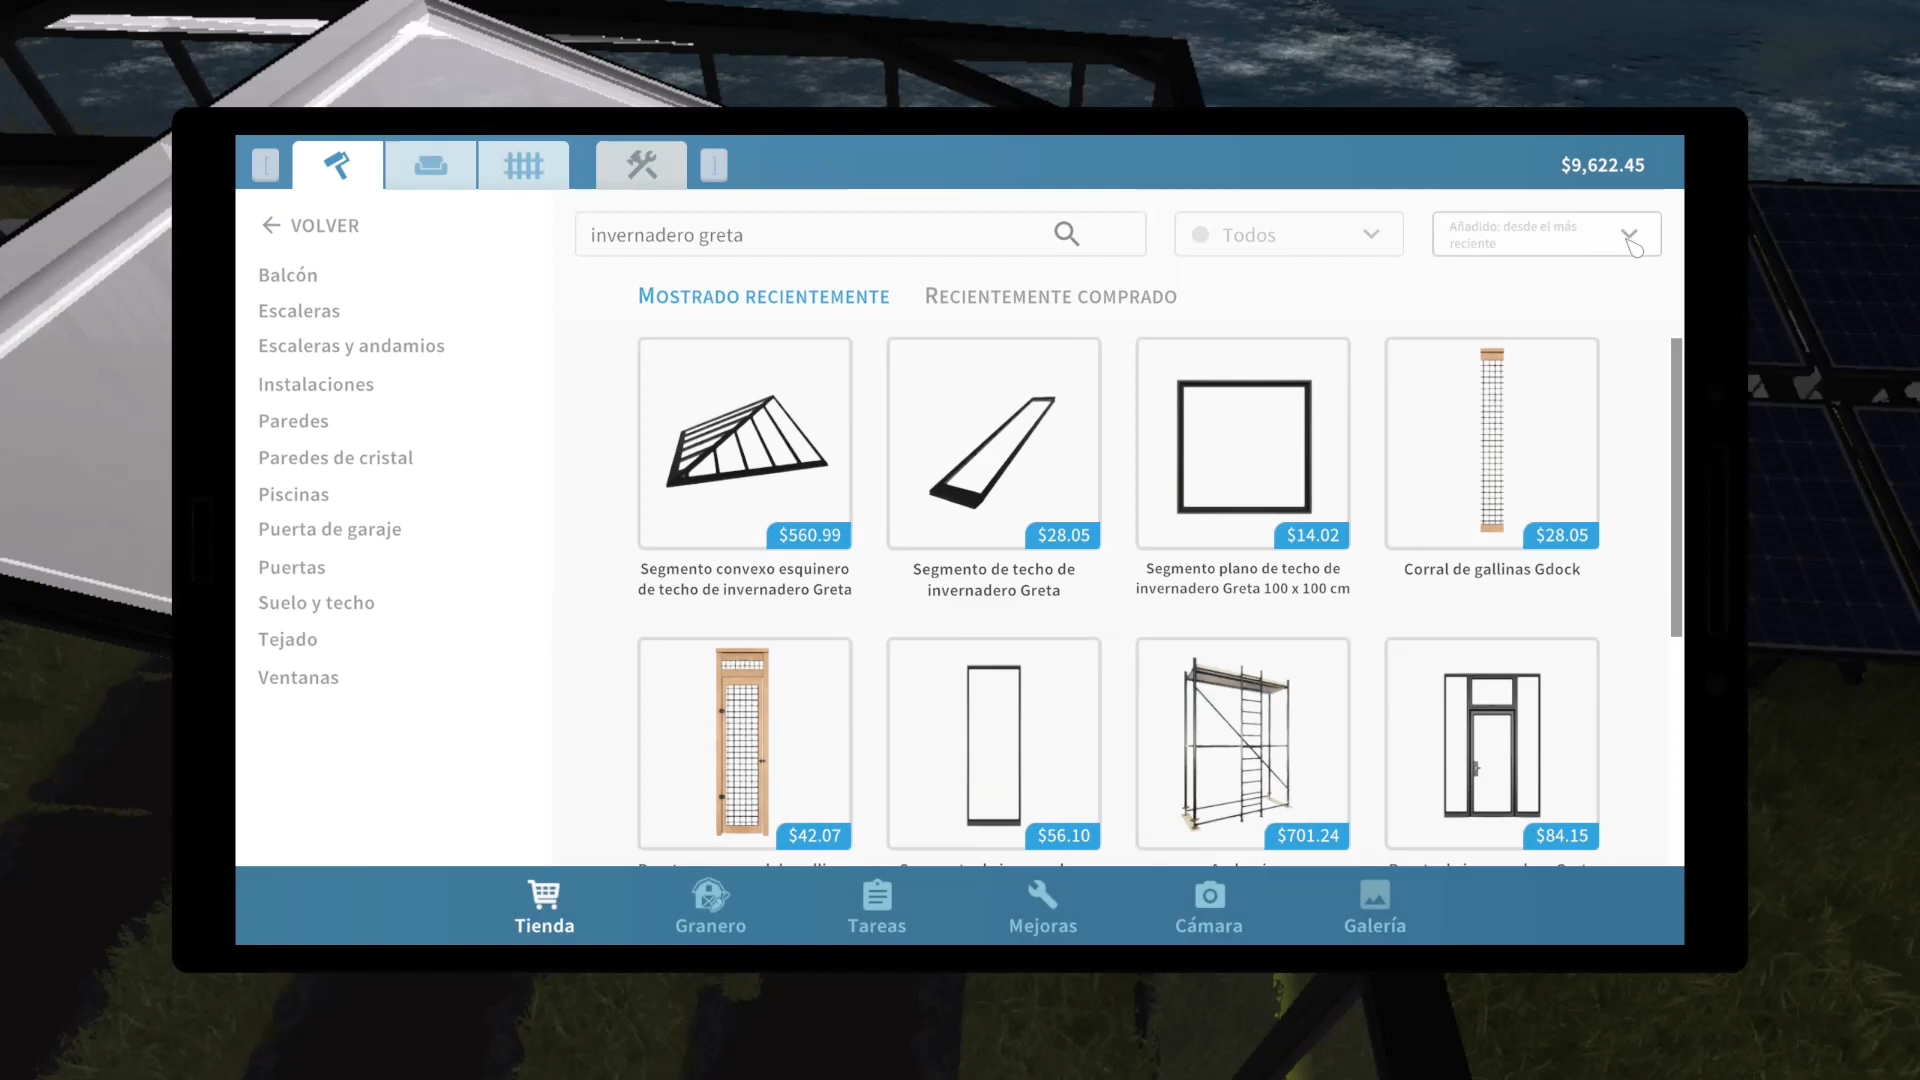 [
]
$9,622.45
VOLVER
invernadero greta
Todos
Añadido: desde el más
reciente
Balcón
Escaleras
Escaleras y andamios
Instalaciones
Paredes
Paredes de cristal
Piscinas
Puerta de garaje
Puertas
Suelo y techo
Tejado
Ventanas
MOSTRADO RECIENTEMENTE
RECIENTEMENTE COMPRADO
$560.99
Segmento convexo esquinero
de techo de invernadero Greta
$28.05
Segmento de techo de
invernadero Greta
$14.02
Segmento plano de techo de
invernadero Greta 100 x 100 cm
$28.05
Corral de gallinas Gdock
$42.07
$56.10
$701.24
$84.15
Tienda
Granero
Tareas
Mejoras
Cámara
Galería